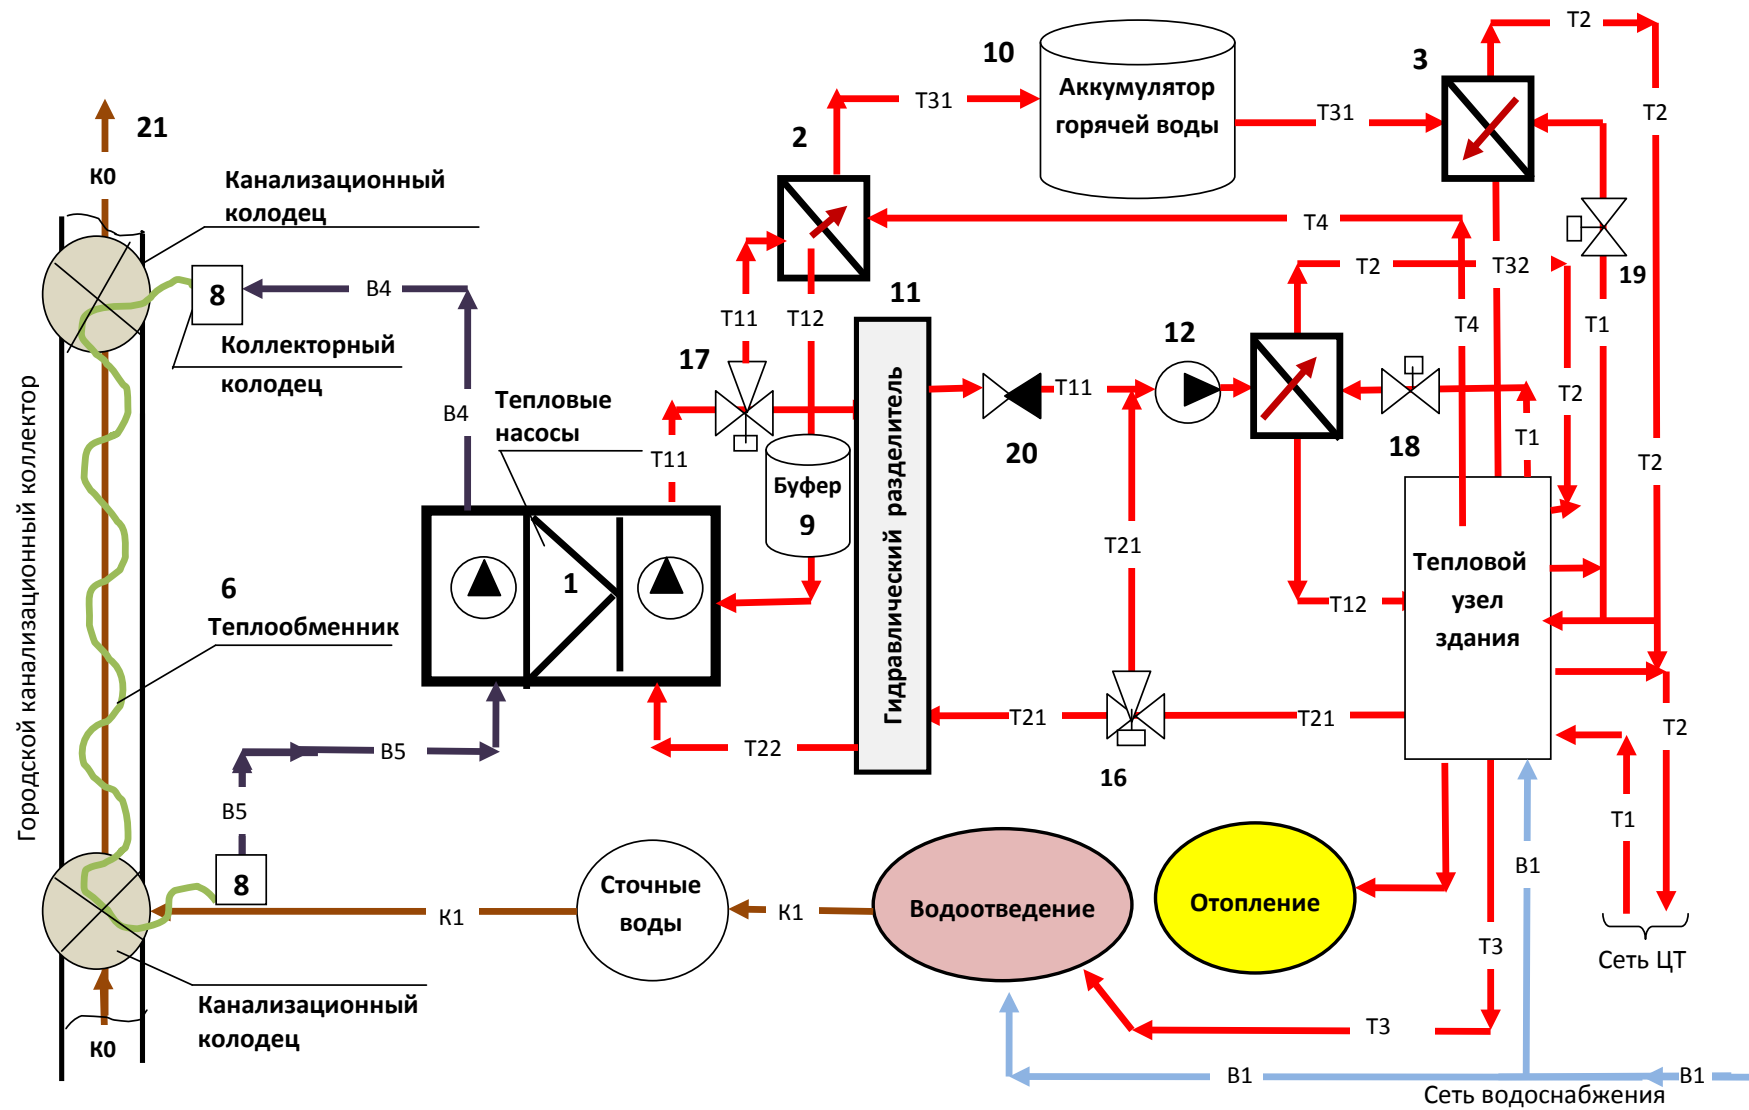 Т2
10
3
Аккумулятор
горячей воды
Т31
Т31
Т2
21
2
К0
Канализационный
колодец
Т4
Т2
Т32
19
8
В4
11
Т11
Т12
12
Т4
Т1
Коллекторный
колодец
17
Городской канализационный коллектор
В4
Тепловые
насосы
Т11
Т11
20
18
Т2
Т1
Т2
Буфер
9
Гидравлический разделитель
Т21
1
6
Теплообменник
Т12
Тепловой
узел
здания
Т21
Т21
Т22
В5
16
Т2
В5
Т1
8
Сточные
воды
К1
К1
Водоотведение
Отопление
В1
Т3
Сеть ЦТ
Канализационный
колодец
К0
Т3
В1
В1
Сеть водоснабжения